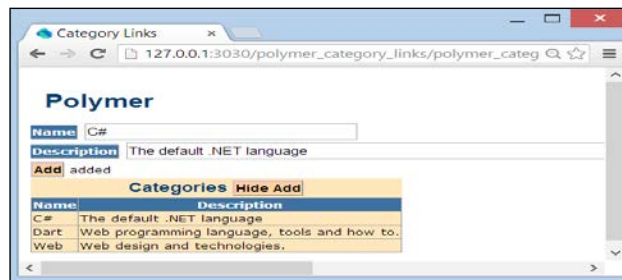 Category Links
127.0.0.1:3030/polymer_category_links/polymer_categ
Polymer
Name C#
Description The default .NET language
Add added
Categories Hide Add
Name Description
C# The default .NET language
Dart Web programming language, tools and how to.
Web Web design and technologies.